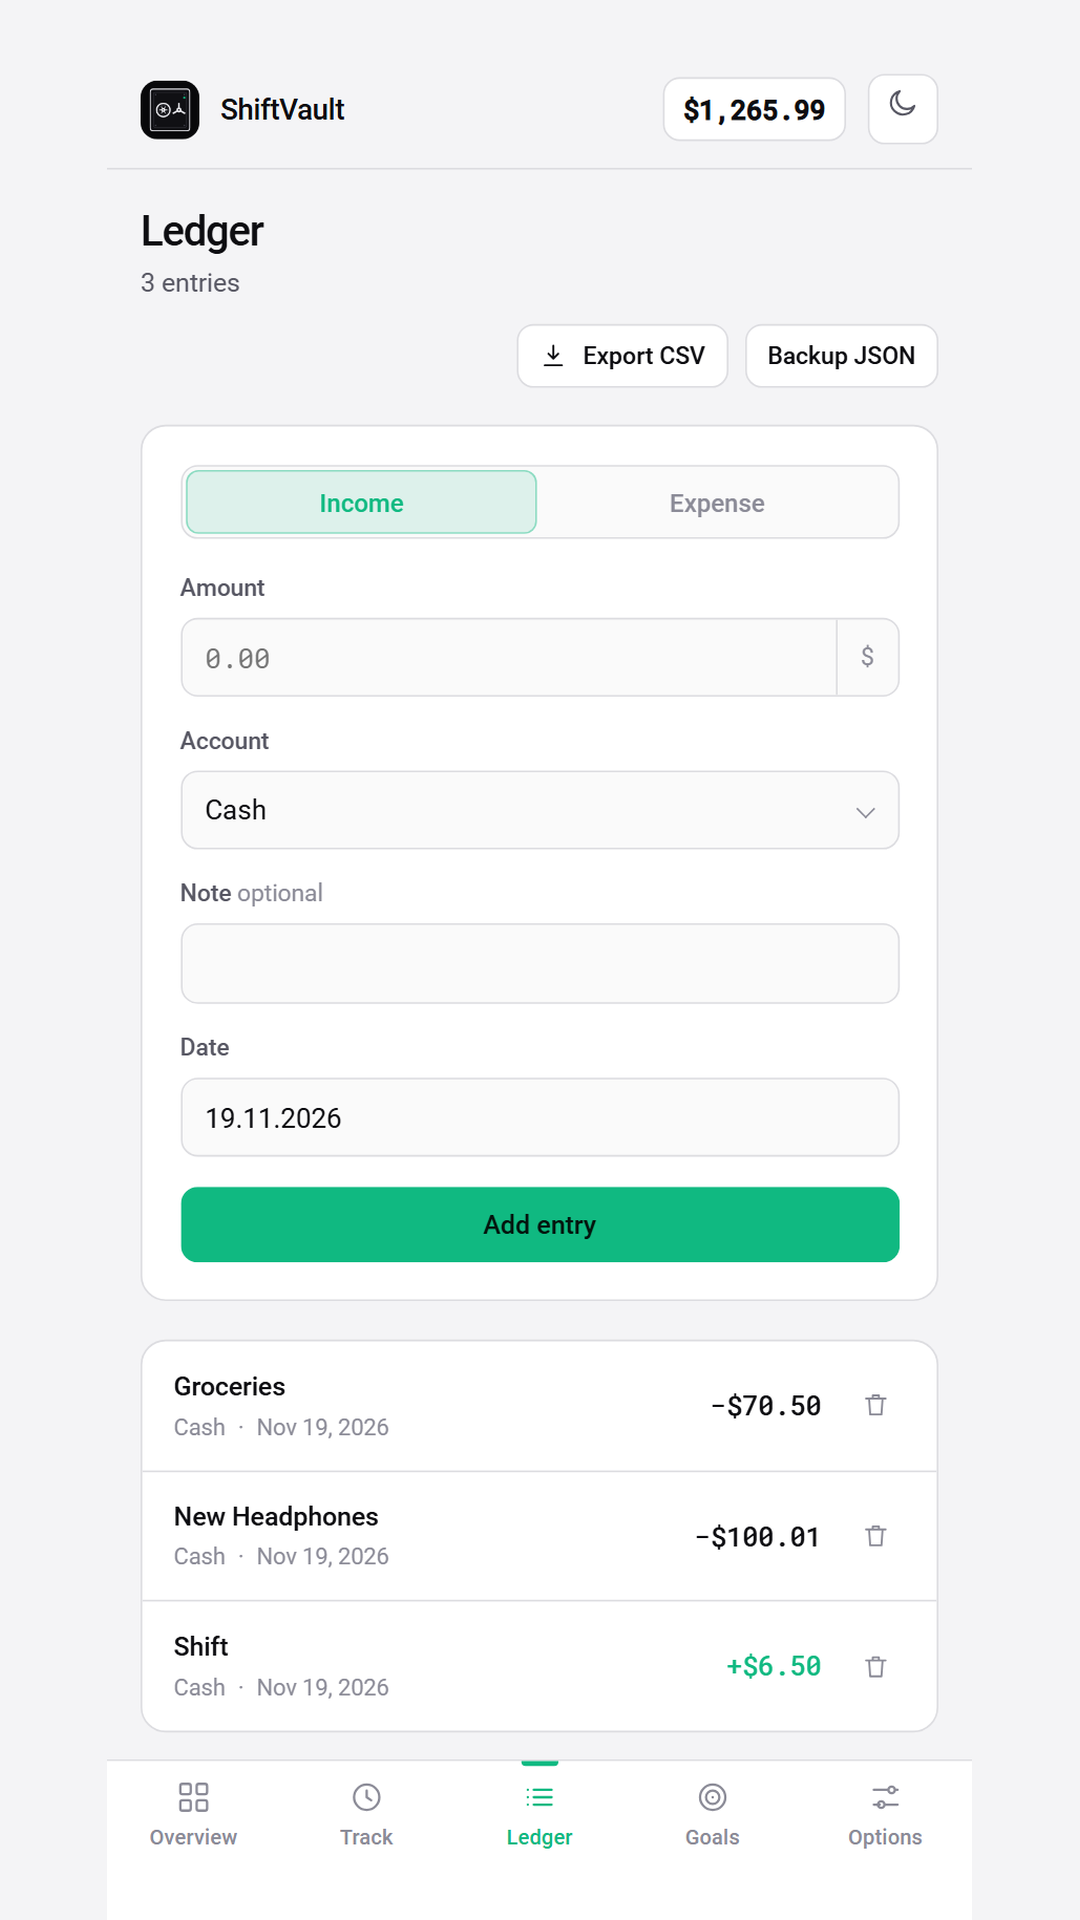 ShiftVault
$1,265.99
Ledger
3 entries
Export CSV
Backup JSON
Income
Expense
Amount
0.00
$
Account
Cash
Note optional
Date
19.11.2026
Add entry
Groceries
−$70.50
Cash · Nov 19, 2026
New Headphones
−$100.01
Cash · Nov 19, 2026
Shift
+$6.50
Cash · Nov 19, 2026
Overview
Track
Ledger
Goals
Options